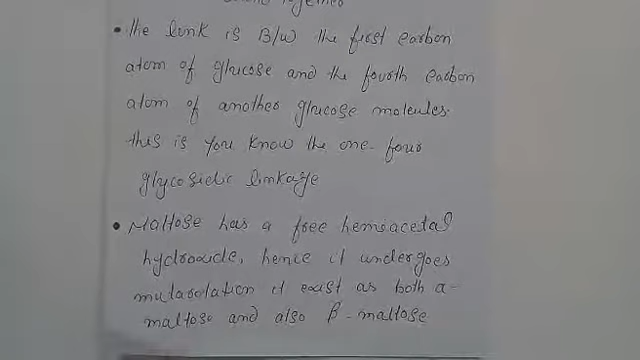 together
• The link is B/W the first carbon
atom of glucose and the fourth carbon
atom of another glucose molecules.
this is you know the one-four
glycosidic linkage
• Maltose has a free hemiacetal
hydroxide, hence it undergoes
mutarotation it exist as both α-
maltose and also β-maltose